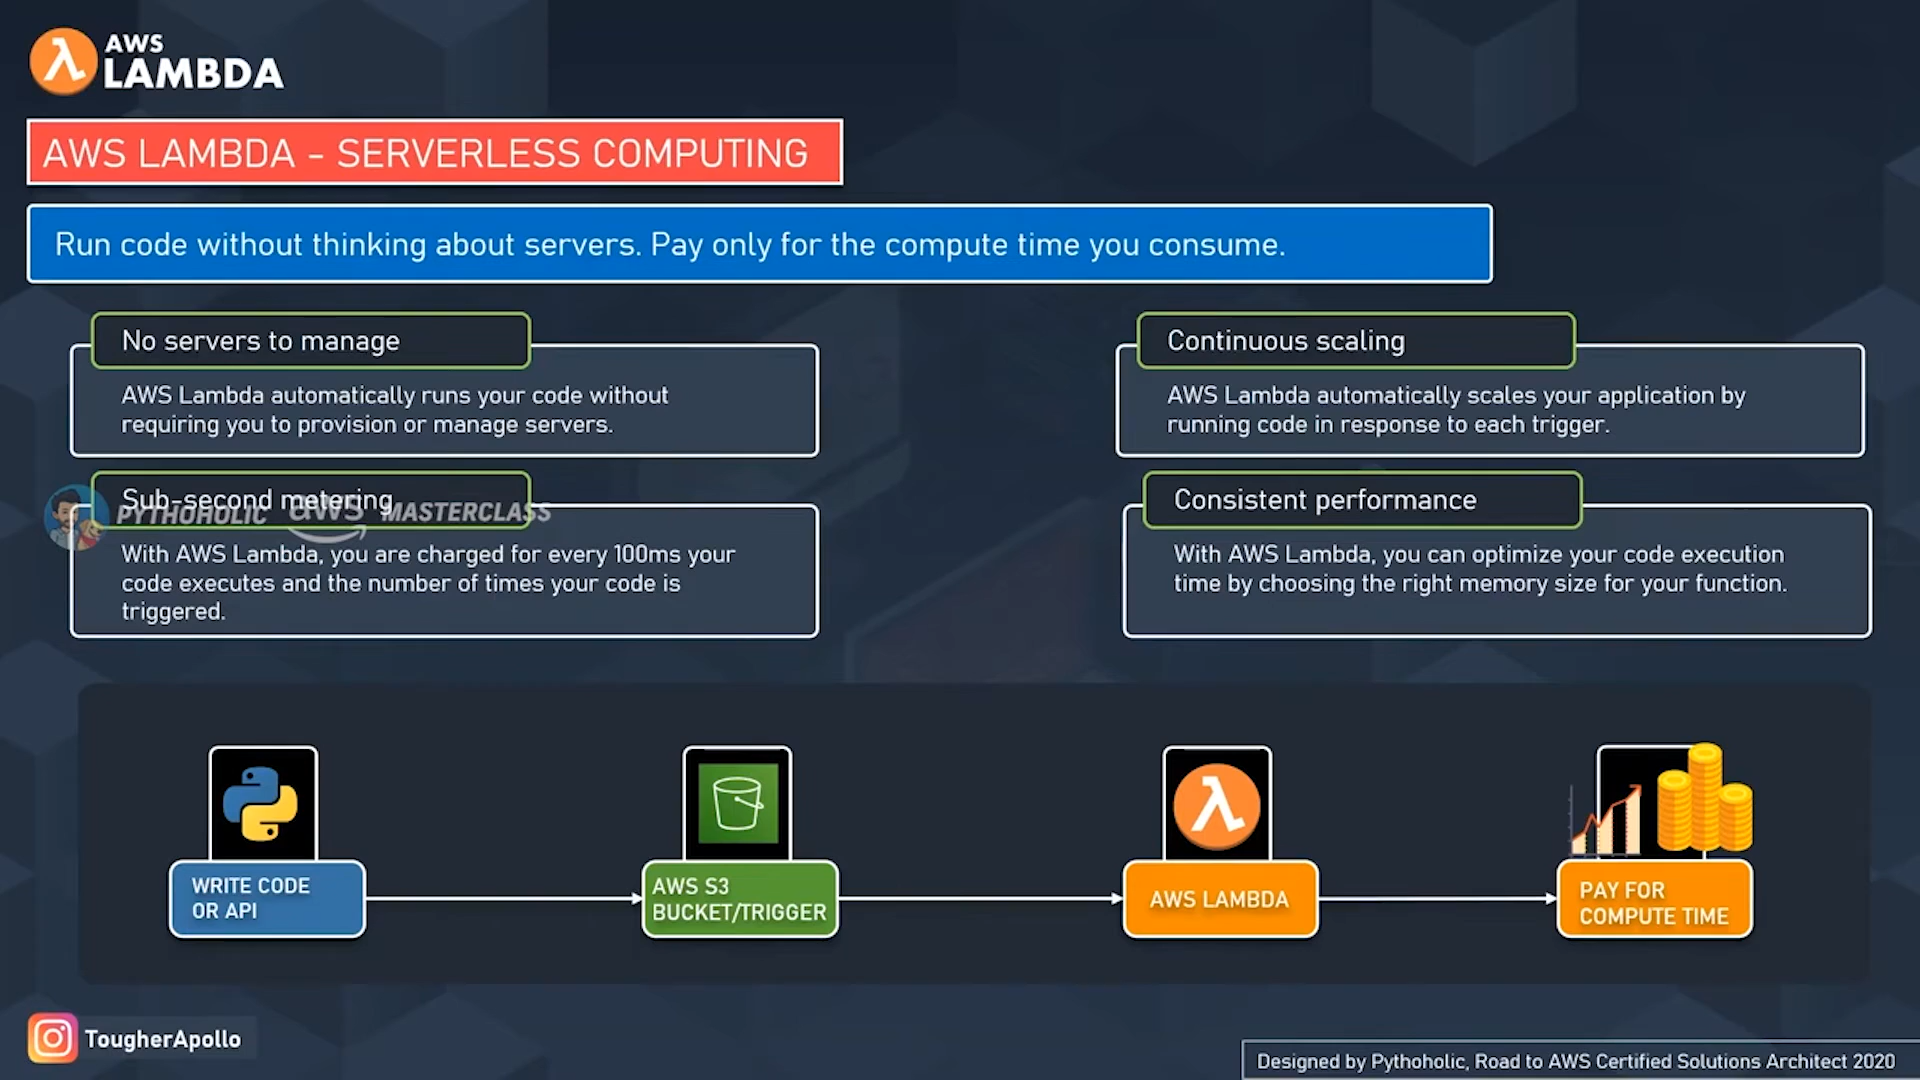 AWS
LAMBDA
AWS LAMBDA - SERVERLESS COMPUTING
Run code without thinking about servers. Pay only for the compute time you consume.
No servers to manage
AWS Lambda automatically runs your code without
requiring you to provision or manage servers.
Continuous scaling
AWS Lambda automatically scales your application by
running code in response to each trigger.
Sub-second metering
PYTHOHOLIC aws MASTERCLASS
With AWS Lambda, you are charged for every 100ms your
code executes and the number of times your code is
triggered.
Consistent performance
With AWS Lambda, you can optimize your code execution
time by choosing the right memory size for your function.
WRITE CODE
OR API
AWS S3
BUCKET/TRIGGER
AWS LAMBDA
PAY FOR
COMPUTE TIME
TougherApollo
Designed by Pythoholic, Road to AWS Certified Solutions Architect 2020